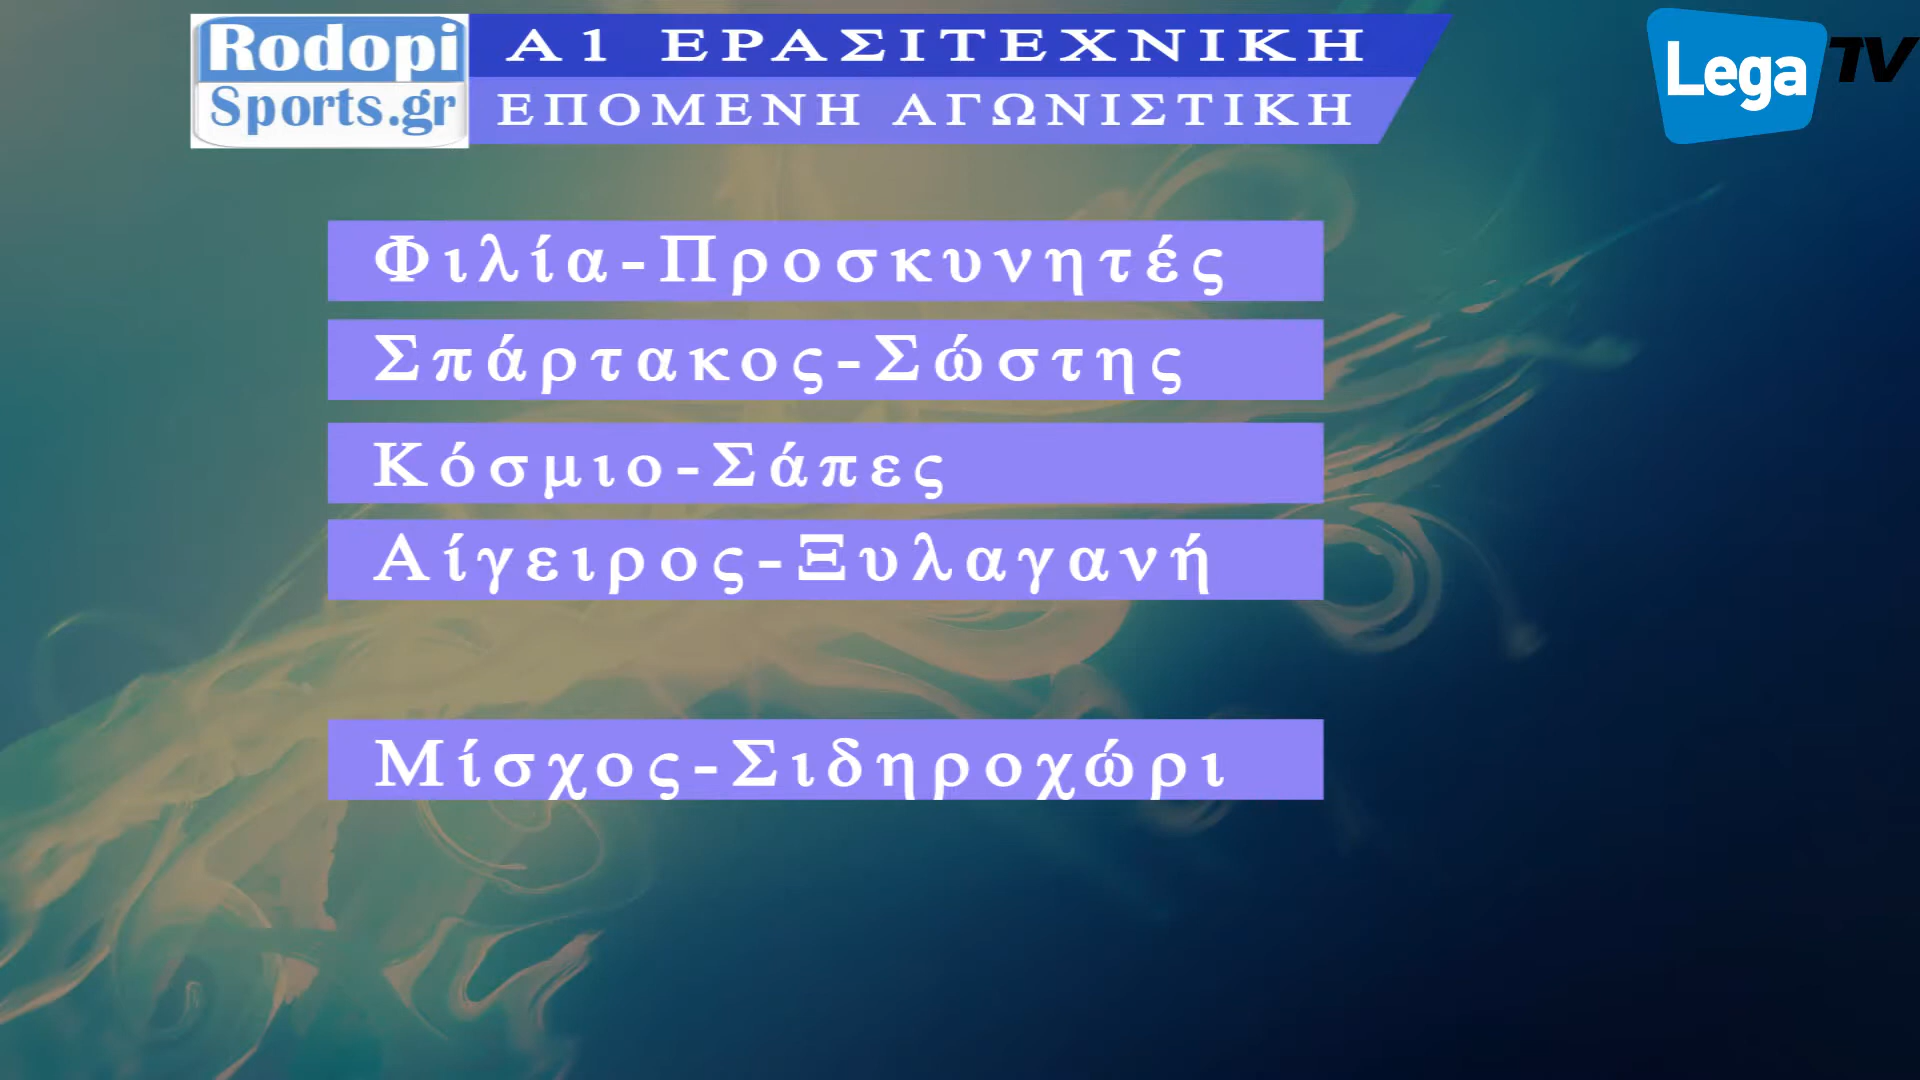 Rodopi
Sports.gr
Α1 ΕΡΑΣΙΤΕΧΝΙΚΗ
ΕΠΟΜΕΝΗ ΑΓΩΝΙΣΤΙΚΗ
Lega TV
Φιλία-Προσκυνητές
Σπάρτακος-Σώστης
Κόσμιο-Σάπες
Αίγειρος-Ξυλαγανή
Μίσχος-Σιδηροχώρι